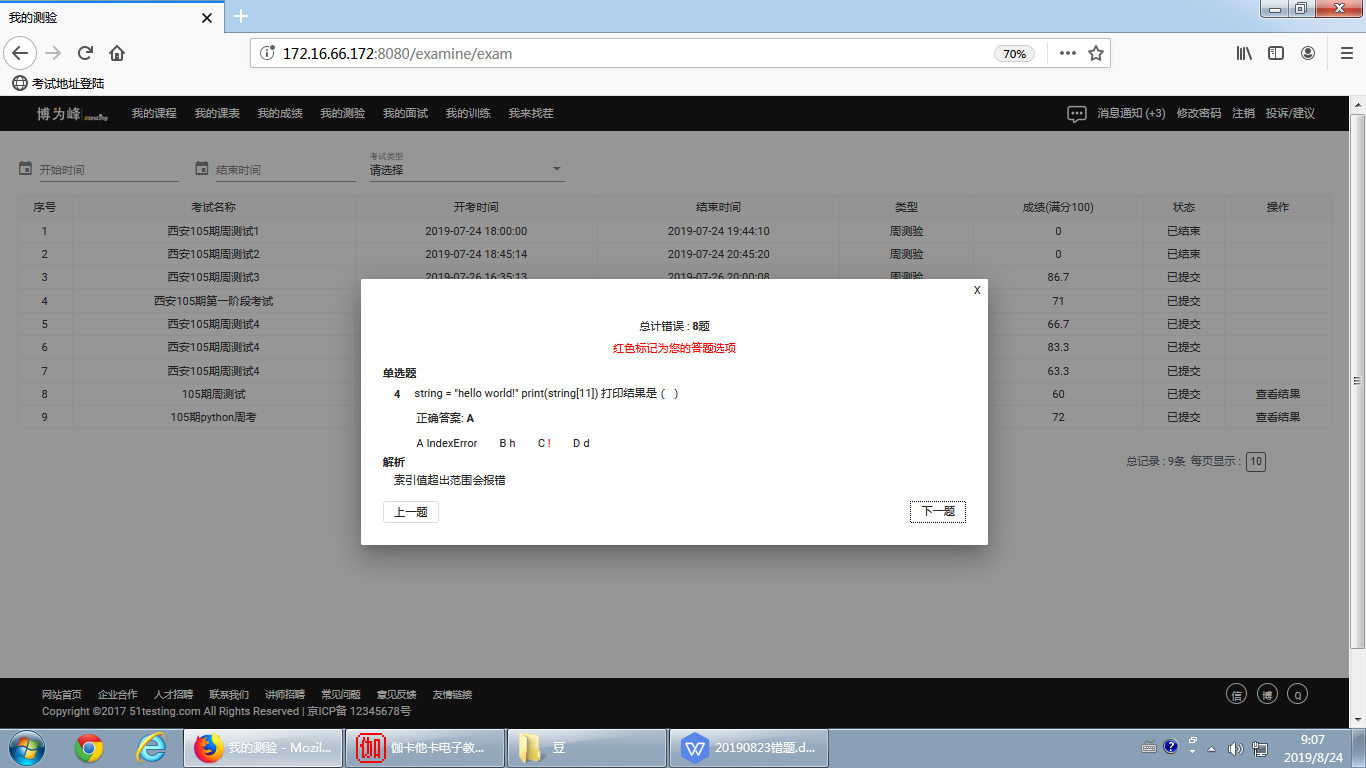 我的测验
172.16.66.172:8080/examine/exam
70%
考试地址登陆
博为峰 51testing 我的课程 我的课表 我的成绩 我的测验 我的面试 我的训练 我来找茬 消息通知 (+3) 修改密码 注销 投诉/建议
考试类型
开始时间 结束时间 请选择
序号 考试名称 开考时间 结束时间 类型 成绩(满分100) 状态 操作
1 西安105期周测试1 2019-07-24 18:00:00 2019-07-24 19:44:10 周测验 0 已结束
2 西安105期周测试2 2019-07-24 18:45:14 2019-07-24 20:45:20 周测验 0 已结束
3 西安105期周测试3 2019-07-26 16:35:13 2019-07-26 20:00:08 周测验 86.7 已提交
4 西安105期第一阶段考试 71 已提交
5 西安105期周测试4 66.7 已提交
6 西安105期周测试4 83.3 已提交
7 西安105期周测试4 63.3 已提交
8 105期周测试 60 已提交 查看结果
9 105期python周考 72 已提交 查看结果
总记录 : 9条 每页显示 : 10
X
总计错误 : 8题
红色标记为您的答题选项
单选题
4 string = "hello world!" print(string[11]) 打印结果是（ ）
正确答案: A
A IndexError B h C ! D d
解析
索引值超出范围会报错
上一题 下一题
网站首页 企业合作 人才招聘 联系我们 讲师招聘 常见问题 意见反馈 友情链接
Copyright ©2017 51testing.com All Rights Reserved | 京ICP备 12345678号
信 博 Q
我的测验 - Mozil... 伽 伽卡他卡电子教... 豆 20190823错题.d...
9:07
2019/8/24